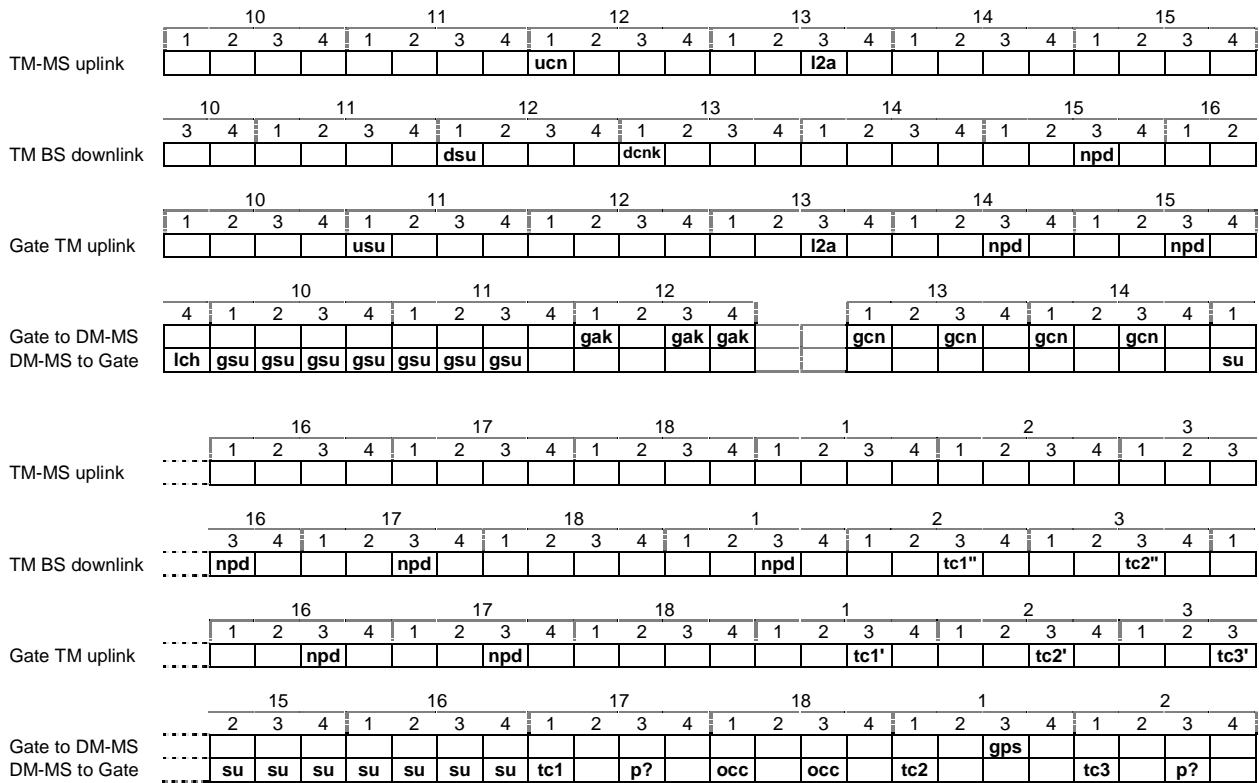 10 11 12 13 14 15
1 2 3 4 1 2 3 4 1 2 3 4 1 2 3 4 1 2 3 4 1 2 3 4
TM-MS uplink ucn l2a
10 11 12 13 14 15 16
3 4 1 2 3 4 1 2 3 4 1 2 3 4 1 2 3 4 1 2 3 4 1 2
TM BS downlink dsu dcnk npd
10 11 12 13 14 15
1 2 3 4 1 2 3 4 1 2 3 4 1 2 3 4 1 2 3 4 1 2 3 4
Gate TM uplink usu l2a npd npd
10 11 12 13 14
4 1 2 3 4 1 2 3 4 1 2 3 4 1 2 3 4 1 2 3 4 1
Gate to DM-MS gak gak gak gcn gcn gcn gcn
DM-MS to Gate lch gsu gsu gsu gsu gsu gsu gsu su
16 17 18 1 2 3
1 2 3 4 1 2 3 4 1 2 3 4 1 2 3 4 1 2 3 4 1 2 3
TM-MS uplink
16 17 18 1 2 3
3 4 1 2 3 4 1 2 3 4 1 2 3 4 1 2 3 4 1 2 3 4 1
TM BS downlink npd npd npd tc1" tc2"
16 17 18 1 2 3
1 2 3 4 1 2 3 4 1 2 3 4 1 2 3 4 1 2 3 4 1 2 3
Gate TM uplink npd npd tc1' tc2' tc3'
15 16 17 18 1 2
2 3 4 1 2 3 4 1 2 3 4 1 2 3 4 1 2 3 4 1 2 3 4
Gate to DM-MS gps
DM-MS to Gate su su su su su su su tc1 p? occ occ tc2 tc3 p?